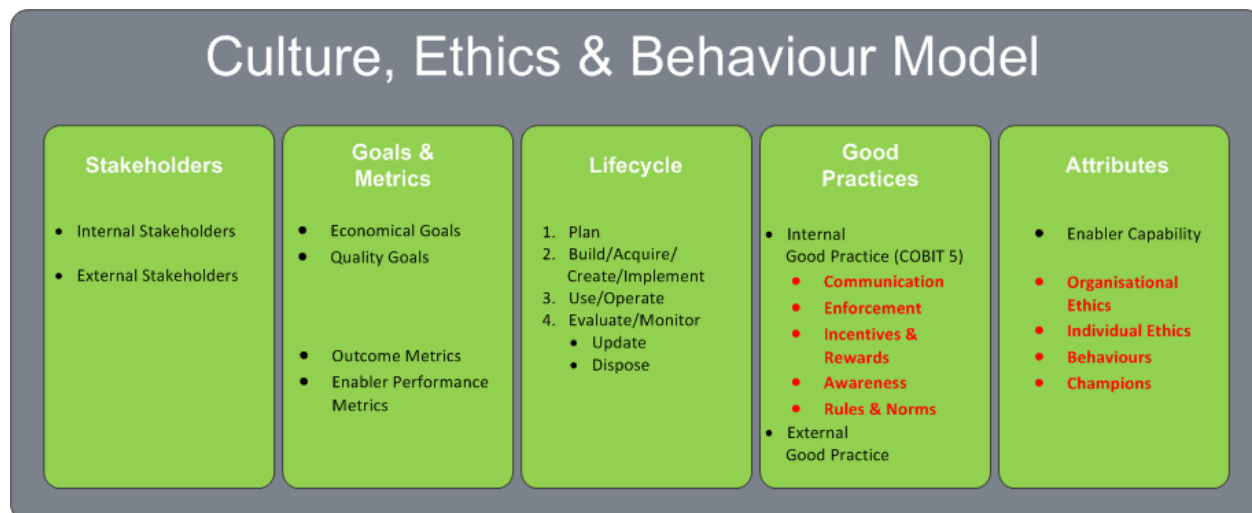 Culture, Ethics & Behaviour Model
Stakeholders
• Internal Stakeholders
• External Stakeholders
Goals &
Metrics
• Economical Goals
• Quality Goals
• Outcome Metrics
• Enabler Performance
Metrics
Lifecycle
1. Plan
2. Build/Acquire/
Create/Implement
3. Use/Operate
4. Evaluate/Monitor
• Update
• Dispose
Good
Practices
• Internal
Good Practice (COBIT 5)
• Communication
• Enforcement
• Incentives &
Rewards
• Awareness
• Rules & Norms
• External
Good Practice
Attributes
• Enabler Capability
• Organisational
Ethics
• Individual Ethics
• Behaviours
• Champions